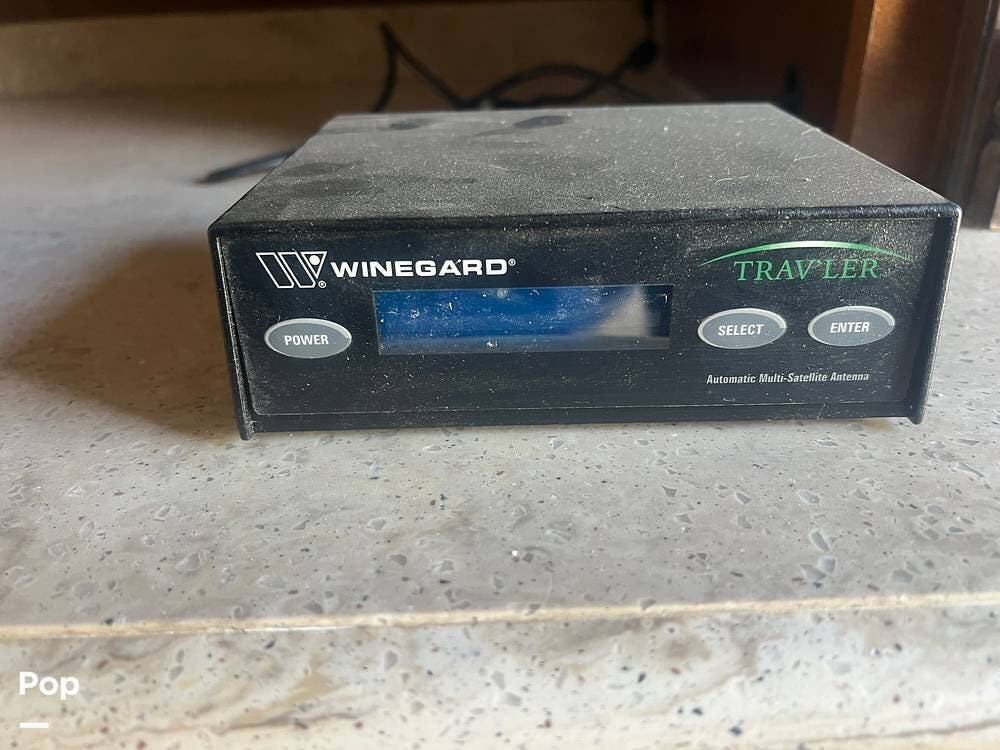 W® WINEGARD®
TRAV'LER
POWER
SELECT
ENTER
Automatic Multi-Satellite Antenna
Pop